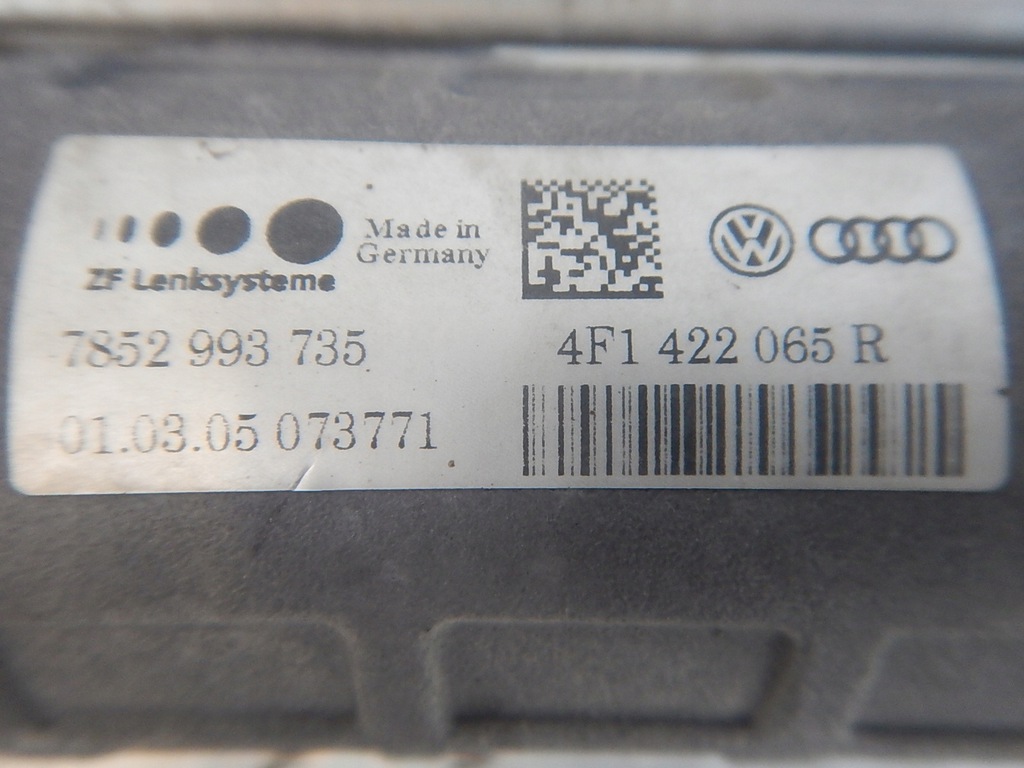 Made in
Germany
ZF Lenksysteme
7852 993 735
4F1 422 065 R
01.03.05 073771